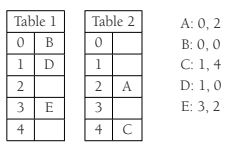 Table 1 Table 2 A: 0, 2
0 B 0 B: 0, 0
1 D 1 C: 1, 4
2 2 A D: 1, 0
3 E 3 E: 3, 2
4 4 C